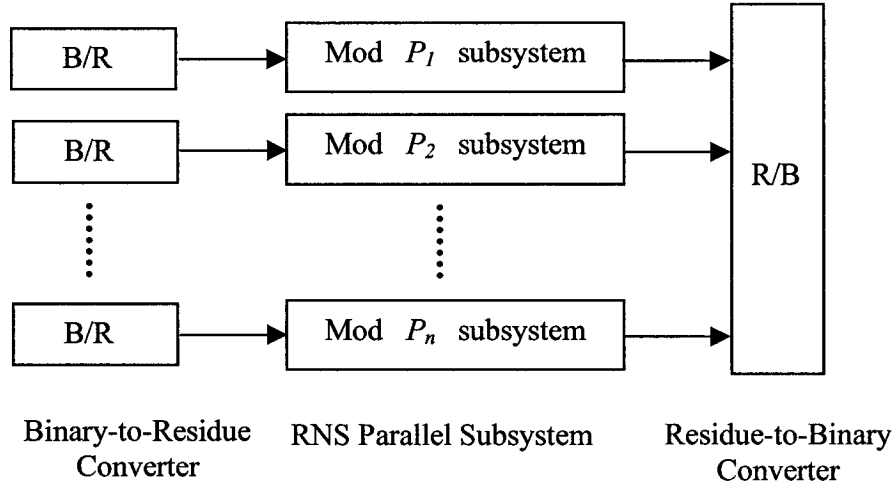 B/R
Mod P1 subsystem
B/R
Mod P2 subsystem
R/B
B/R
Mod Pn subsystem
Binary-to-Residue
Converter
RNS Parallel Subsystem
Residue-to-Binary
Converter